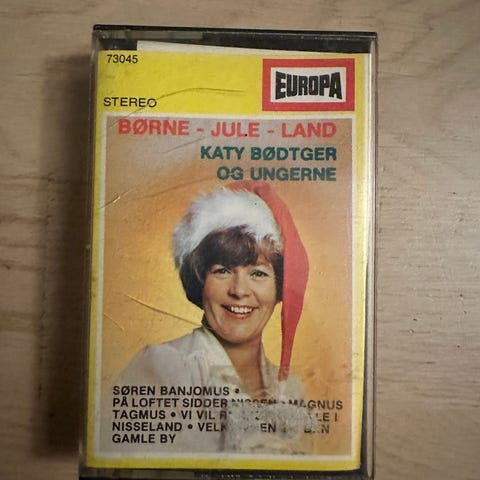 73045
EUROPA
STEREO
BØRNE - JULE - LAND
KATY BØDTGER
OG UNGERNE
SØREN BANJOMUS •
PÅ LOFTET SIDDER NISSEN • MAGNUS
TAGMUS • VI VIL I
NISSELAND •
GAMLE BY